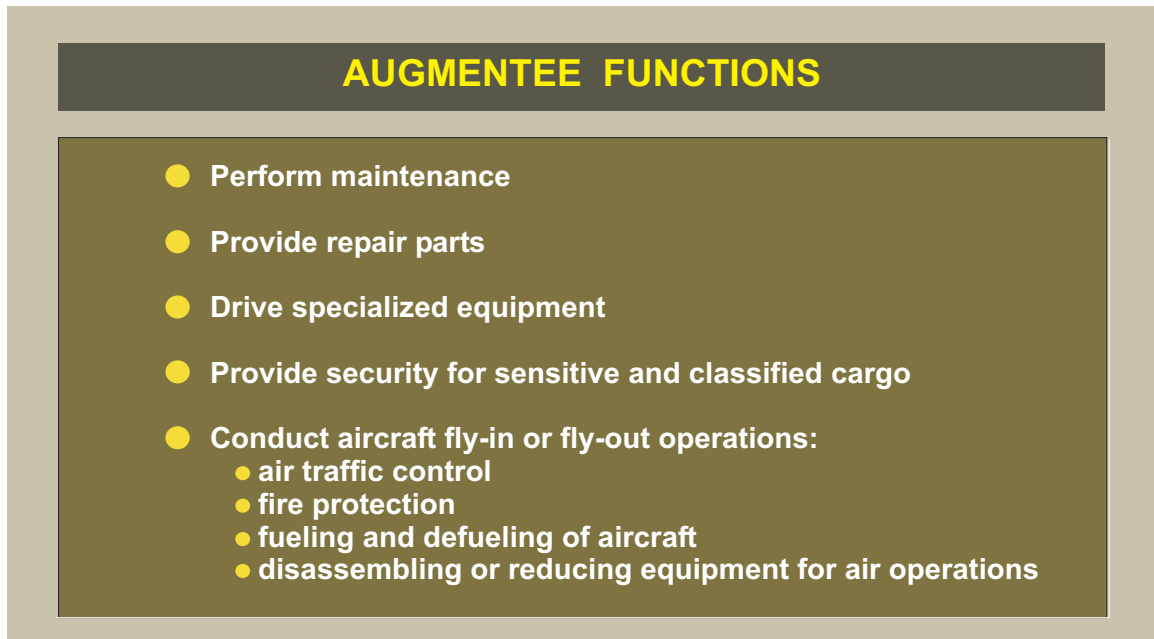 AUGMENTEE FUNCTIONS
Perform maintenance
Provide repair parts
Drive specialized equipment
Provide security for sensitive and classified cargo
Conduct aircraft fly-in or fly-out operations:
air traffic control
fire protection
fueling and defueling of aircraft
disassembling or reducing equipment for air operations